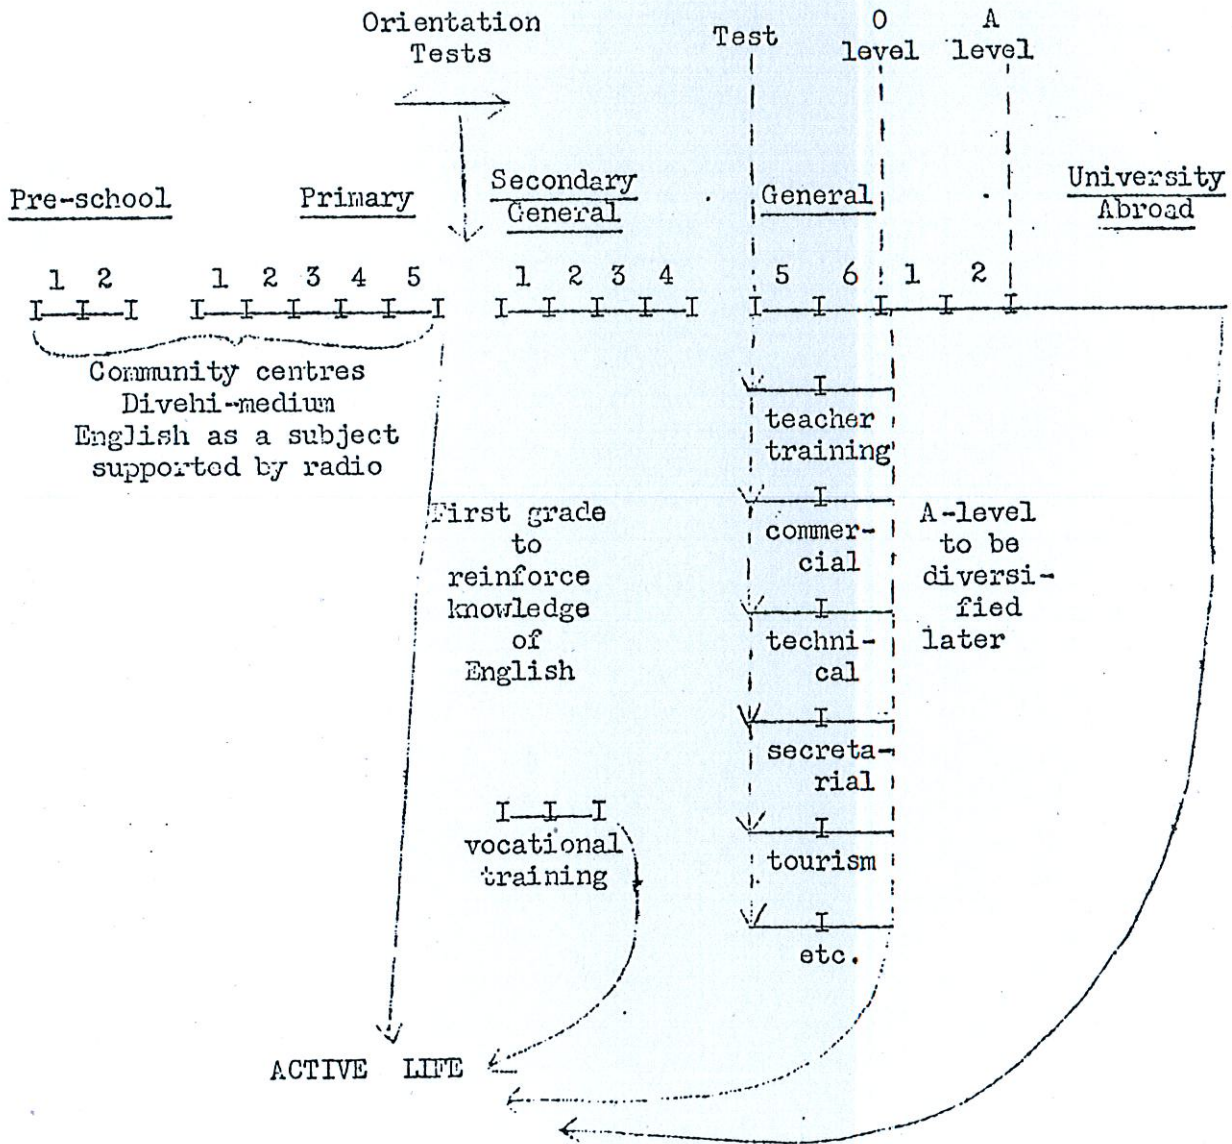 Orientation
Tests
Test
O
level
A
level
Pre-school
Primary
Secondary
General
General
University
Abroad
1 2
1 2 3 4 5
1 2 3 4
5 6 1 2
Community centres
Divehi-medium
English as a subject
supported by radio
First grade
to
reinforce
knowledge
of
English
vocational
training
teacher
training
commer-
cial
techni-
cal
secreta-
rial
tourism
etc.
A-level
to be
diversi-
fied
later
ACTIVE LIFE